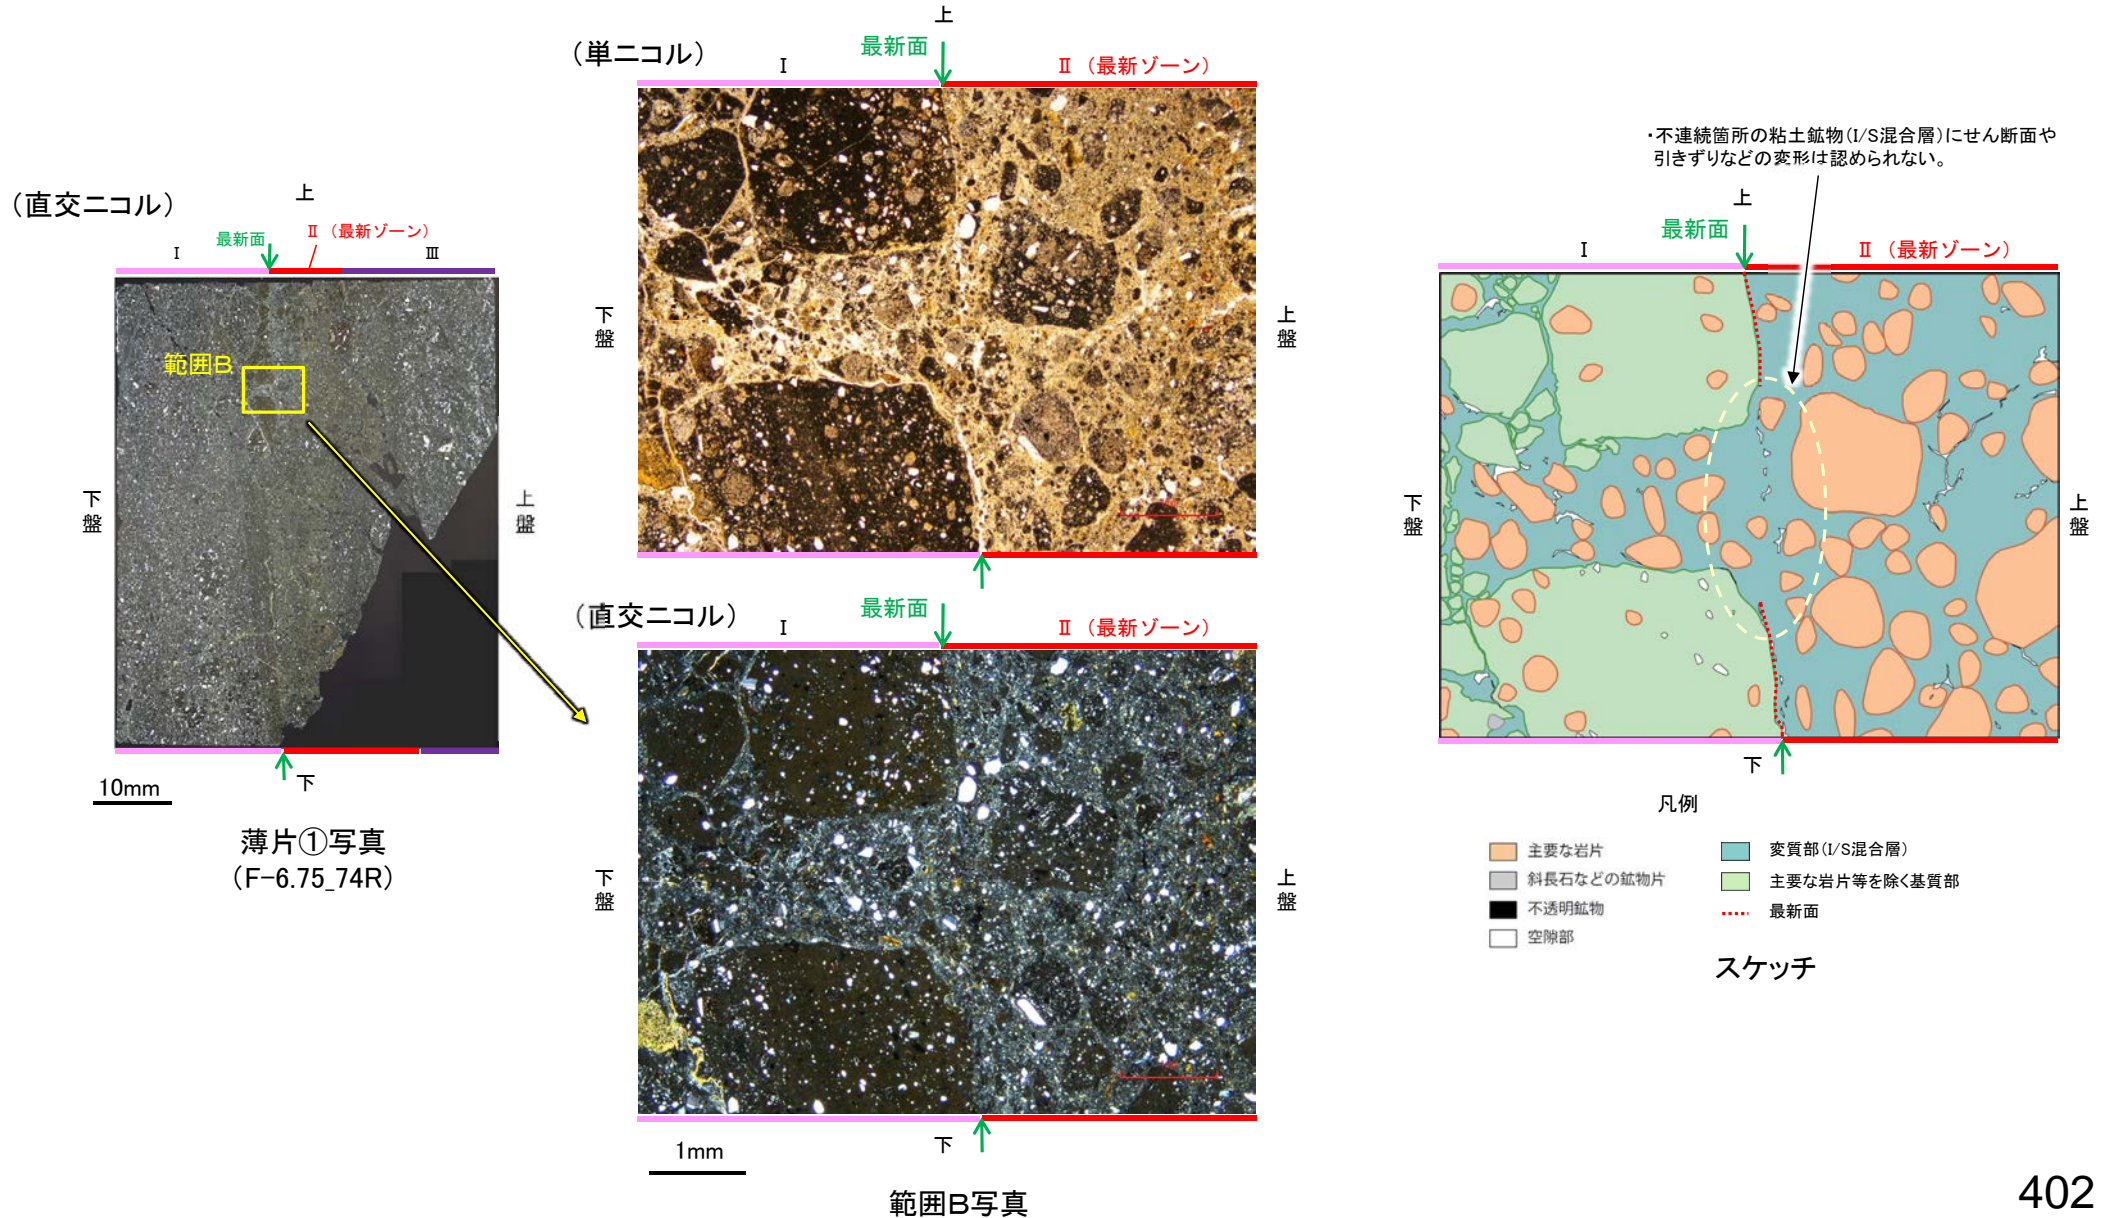 （直交ニコル）
上
最新面
Ⅱ（最新ゾーン）
Ⅰ
Ⅲ
範囲B
下盤
上盤
10mm
下
薄片①写真
（F-6.75_74R）
（単ニコル）
上
最新面
Ⅰ
Ⅱ（最新ゾーン）
下盤
上盤
（直交ニコル）
最新面
Ⅰ
Ⅱ（最新ゾーン）
下盤
上盤
下
1mm
範囲B写真
・不連続箇所の粘土鉱物(I/S混合層)にせん断面や
引きずりなどの変形は認められない。
上
最新面
Ⅰ
Ⅱ（最新ゾーン）
下盤
上盤
下
凡例
主要な岩片
斜長石などの鉱物片
不透明鉱物
空隙部
変質部(I/S混合層)
主要な岩片等を除く基質部
最新面
スケッチ
402